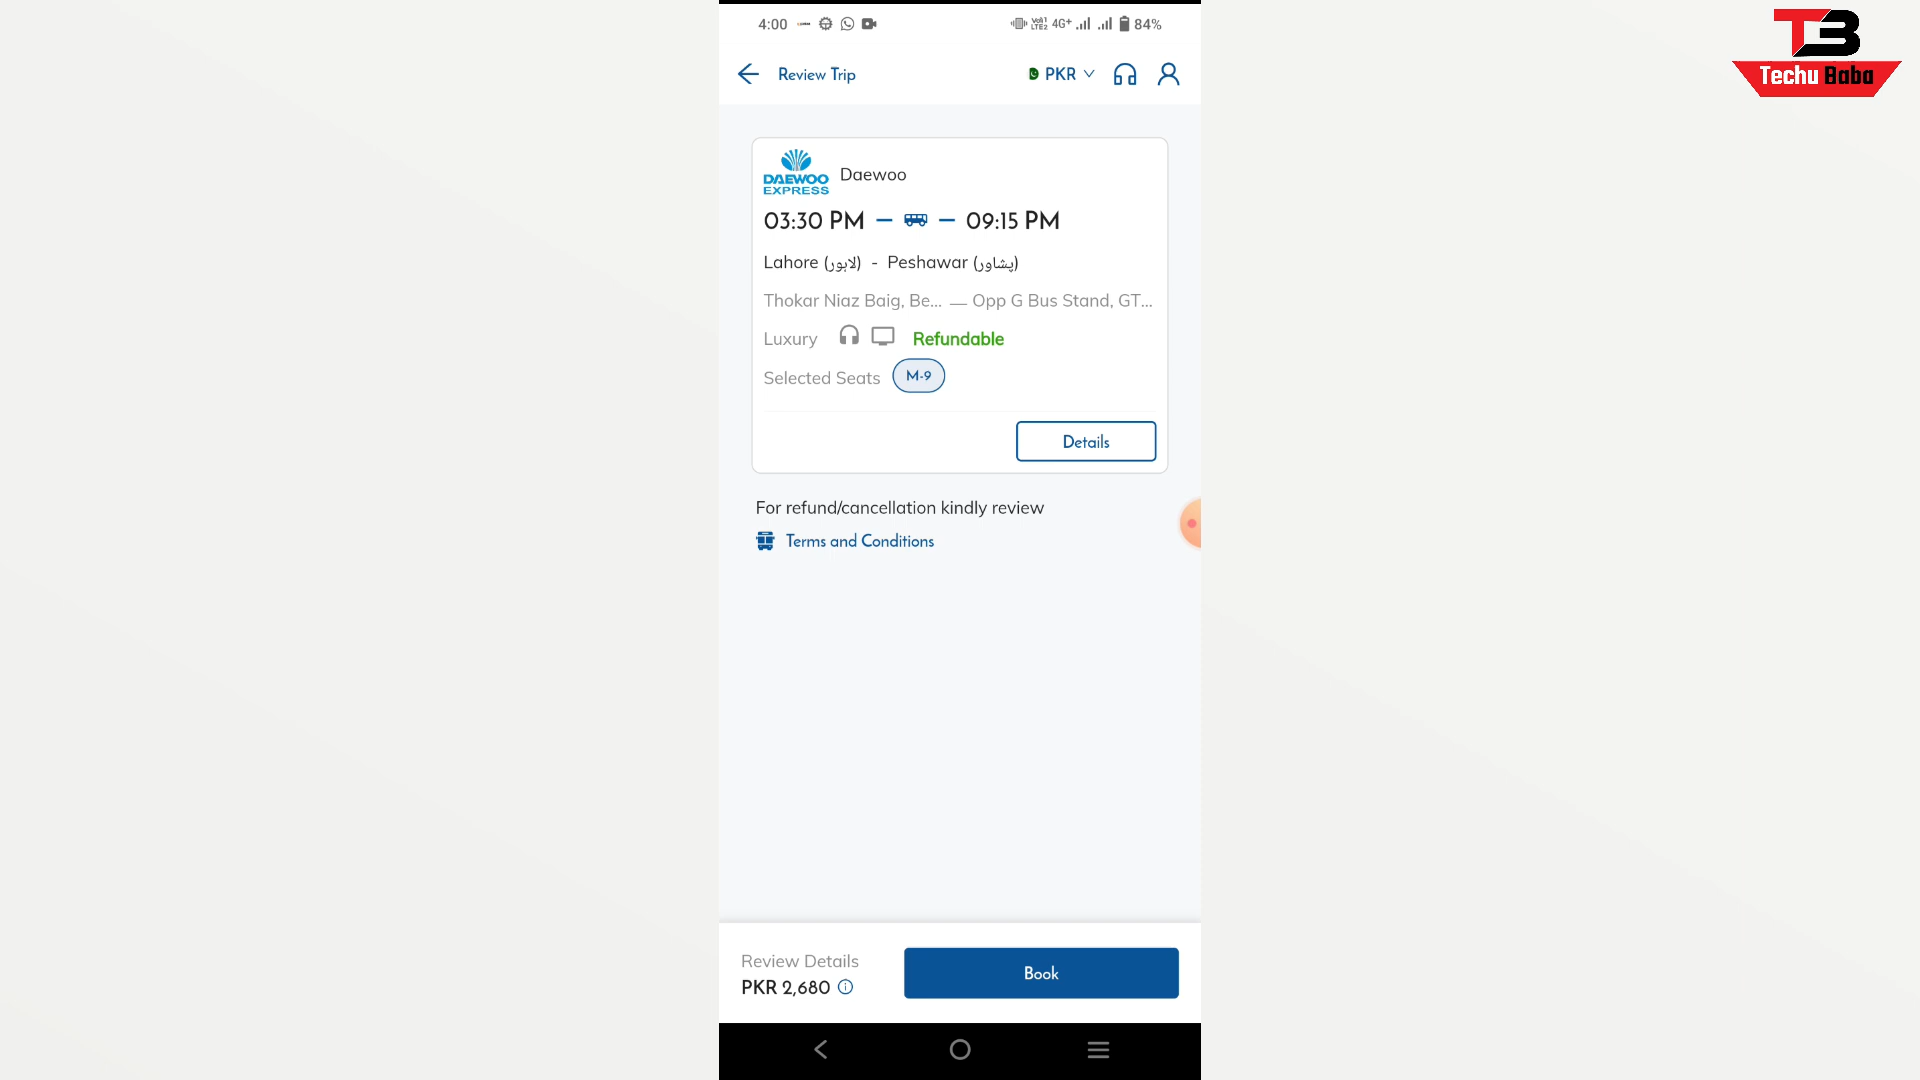 4:00 4G+ 84%
Review Trip PKR
DAEWOO
EXPRESS
Daewoo
03:30 PM 09:15 PM
Lahore (لاہور) - Peshawar (پشاور)
Thokar Niaz Baig, Be... — Opp G Bus Stand, GT...
Luxury Refundable
Selected Seats M-9
Details
For refund/cancellation kindly review
Terms and Conditions
Review Details
PKR 2,680
Book
TB
Techu Baba